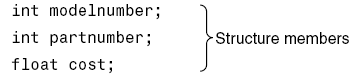 int modelnumber;
int partnumber;
float cost;
Structure members